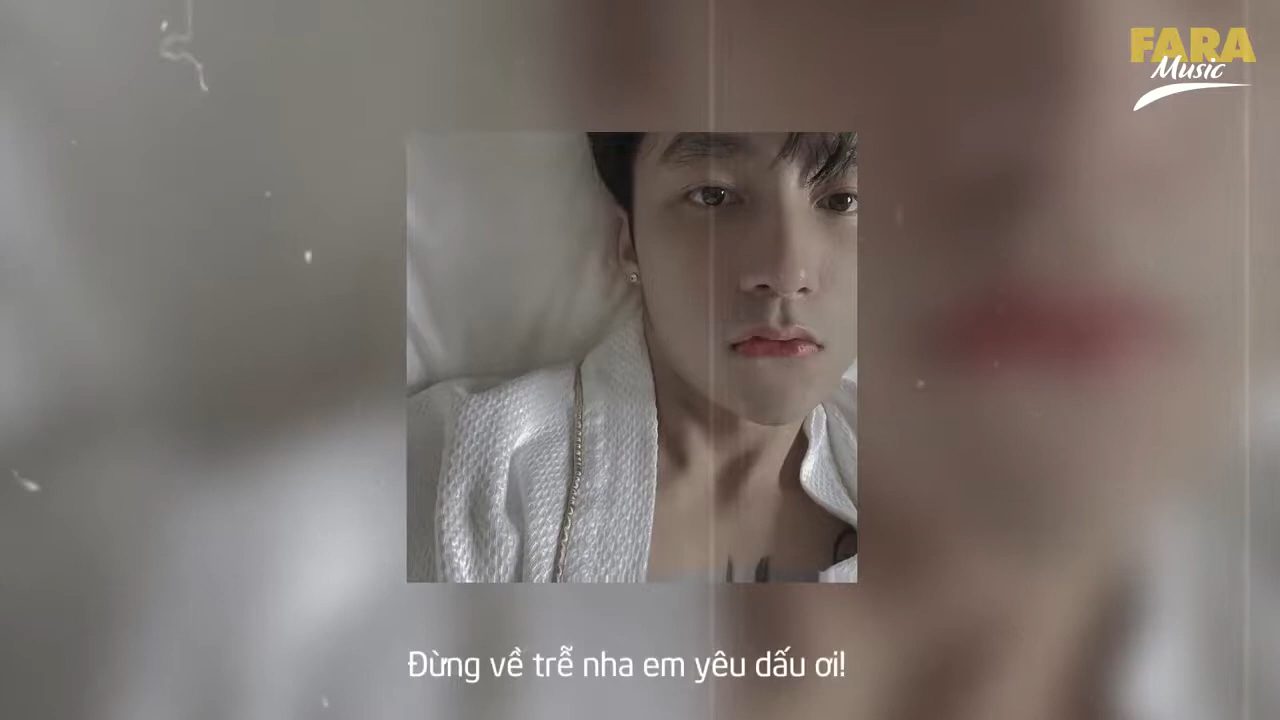 FARA
Music
Đừng về trễ nha em yêu dấu ơi!